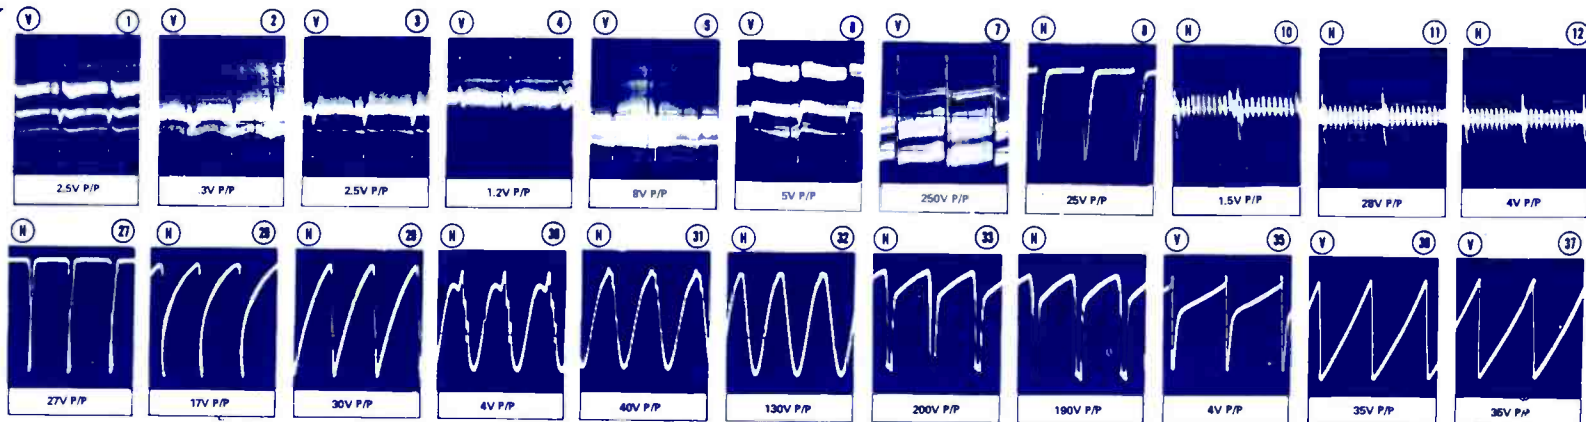 V 1 V 2 V 3 V 4 V 5 V 6 V 7 N 10 N 11 N 12
2.5V P/P .3V P/P 2.5V P/P 1.2V P/P 8V P/P 5V P/P 250V P/P 25V P/P 1.5V P/P 28V P/P 4V P/P
N 27 N 28 N 29 N 30 N 31 H 32 N 33 N V 35 V V 37
27V P/P 17V P/P 30V P/P 4V P/P 40V P/P 130V P/P 200V P/P 190V P/P 4V P/P 35V P/P 36V P/P